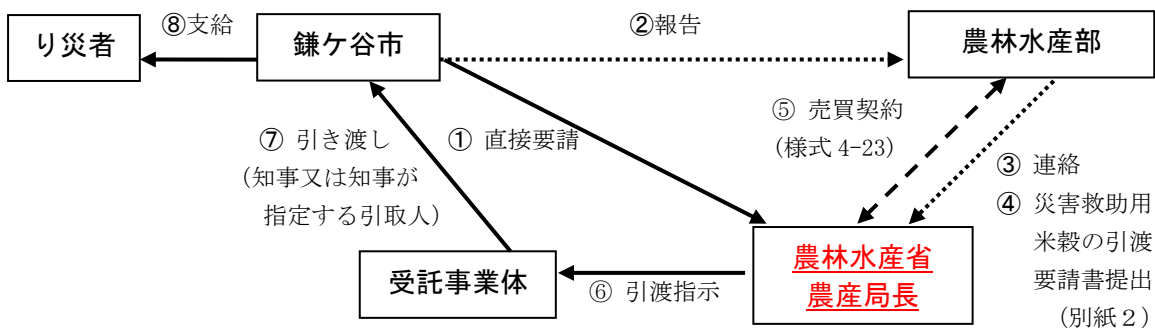 ⑧支給
②報告
り災者
鎌ケ谷市
農林水産部
⑦ 引き渡し
(知事又は知事が
指定する引取人)
① 直接要請
⑤ 売買契約
(様式 4-23)
③ 連絡
④ 災害救助用
米穀の引渡
要請書提出
(別紙２)
受託事業体
⑥ 引渡指示
農林水産省
農産局長